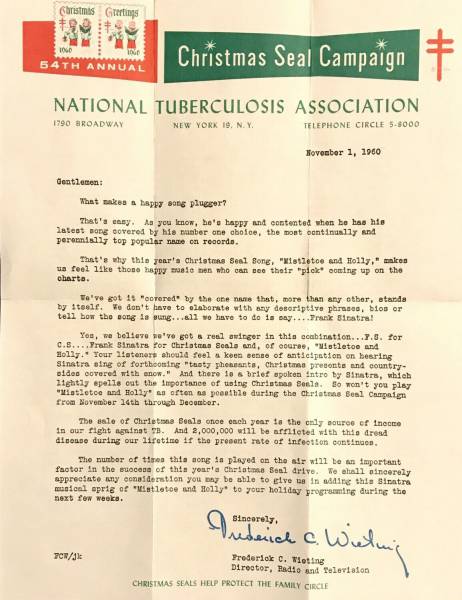 Christmas Greetings
1960 1960
54TH ANNUAL
Christmas Seal Campaign
NATIONAL TUBERCULOSIS ASSOCIATION
1790 BROADWAY NEW YORK 19, N.Y. TELEPHONE CIRCLE 5-8000
November 1, 1960
Gentlemen:
What makes a happy song plugger?
That's easy. As you know, he's happy and contented when he has his
latest song covered by his number one choice, the most continually and
perennially top popular name on records.
That's why this year's Christmas Seal Song, "Mistletoe and Holly," makes
us feel like those happy music men who can see their "pick" coming up on the
charts.
We've got it "covered" by the one name that, more than any other, stands
by itself. We don't have to elaborate with any descriptive phrases, bios or
tell how the song is sung...all we have to do is say....Frank Sinatra!
Yes, we believe we've got a real swinger in this combination...F.S. for
C.S....Frank Sinatra for Christmas Seals and, of course, "Mistletoe and
Holly." Your listeners should feel a keen sense of anticipation on hearing
Sinatra sing of forthcoming "tasty pheasants, Christmas presents and country-
sides covered with snow." And there is a brief spoken intro by Sinatra, which
lightly spells out the importance of using Christmas Seals. So won't you play
"Mistletoe and Holly" as often as possible during the Christmas Seal Campaign
from November 14th through December.
The sale of Christmas Seals once each year is the only source of income
in our fight against TB. And 2,000,000 will be afflicted with this dread
disease during our lifetime if the present rate of infection continues.
The number of times this song is played on the air will be an important
factor in the success of this year's Christmas Seal drive. We shall sincerely
appreciate any consideration you may be able to give us in adding this Sinatra
musical sprig of "Mistletoe and Holly" to your holiday programming during the
next few weeks.
Sincerely,
Frederick C. Wieting
FCW/jk
Frederick C. Wieting
Director, Radio and Television
CHRISTMAS SEALS HELP PROTECT THE FAMILY CIRCLE